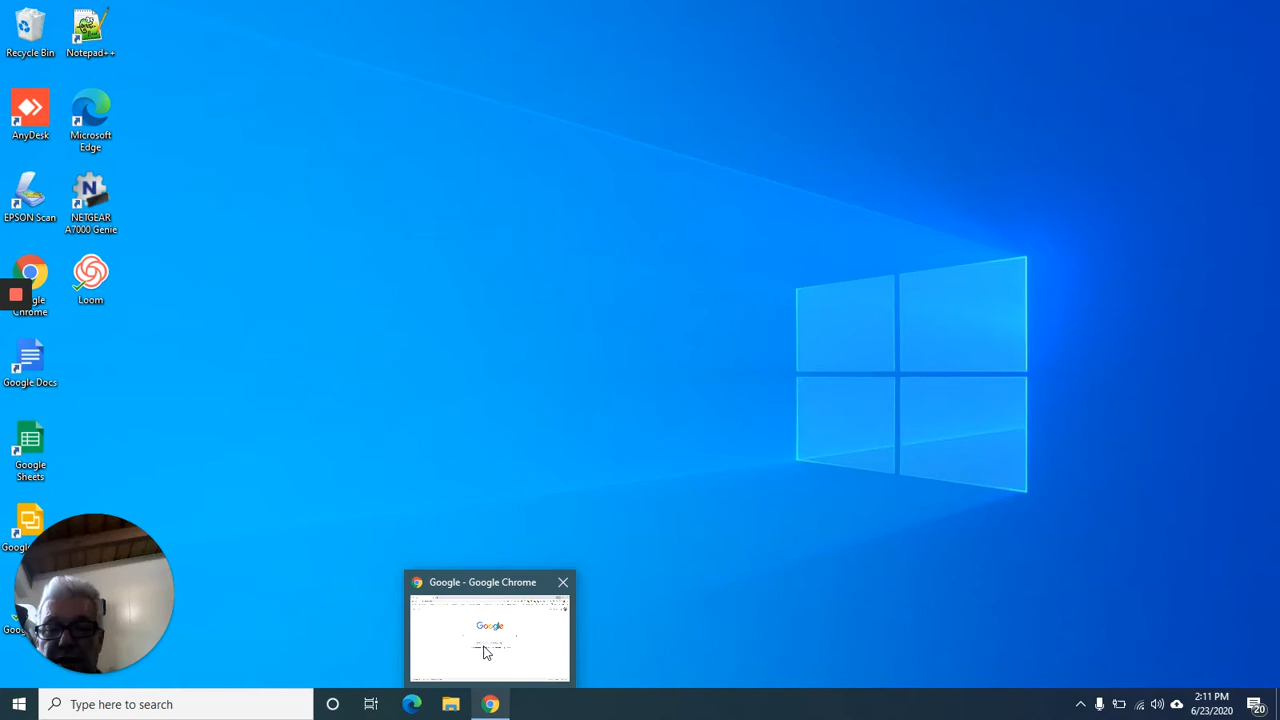 Recycle Bin
Notepad++
AnyDesk
Microsoft
Edge
EPSON Scan
NETGEAR
A7000 Genie
Chrome
Loom
Google Docs
Google
Sheets
Google - Google Chrome
Google
Type here to search
2:11 PM
6/23/2020
20